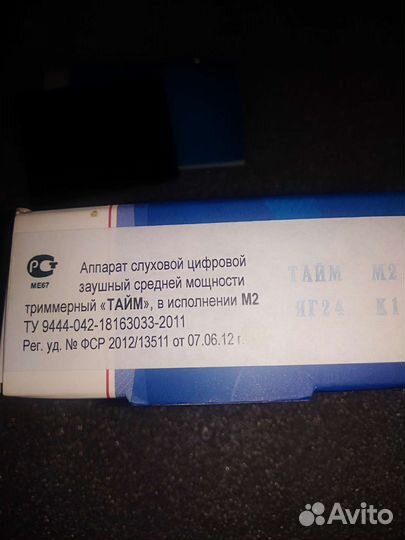 РС
МЕ67
Аппарат слуховой цифровой
заушный средней мощности
триммерный «ТАЙМ», в исполнении М2
ТУ 9444-042-18163033-2011
Рег. уд. № ФСР 2012/13511 от 07.06.12 г.
ТАЙМ М2
ЯГ24 К1
Avito